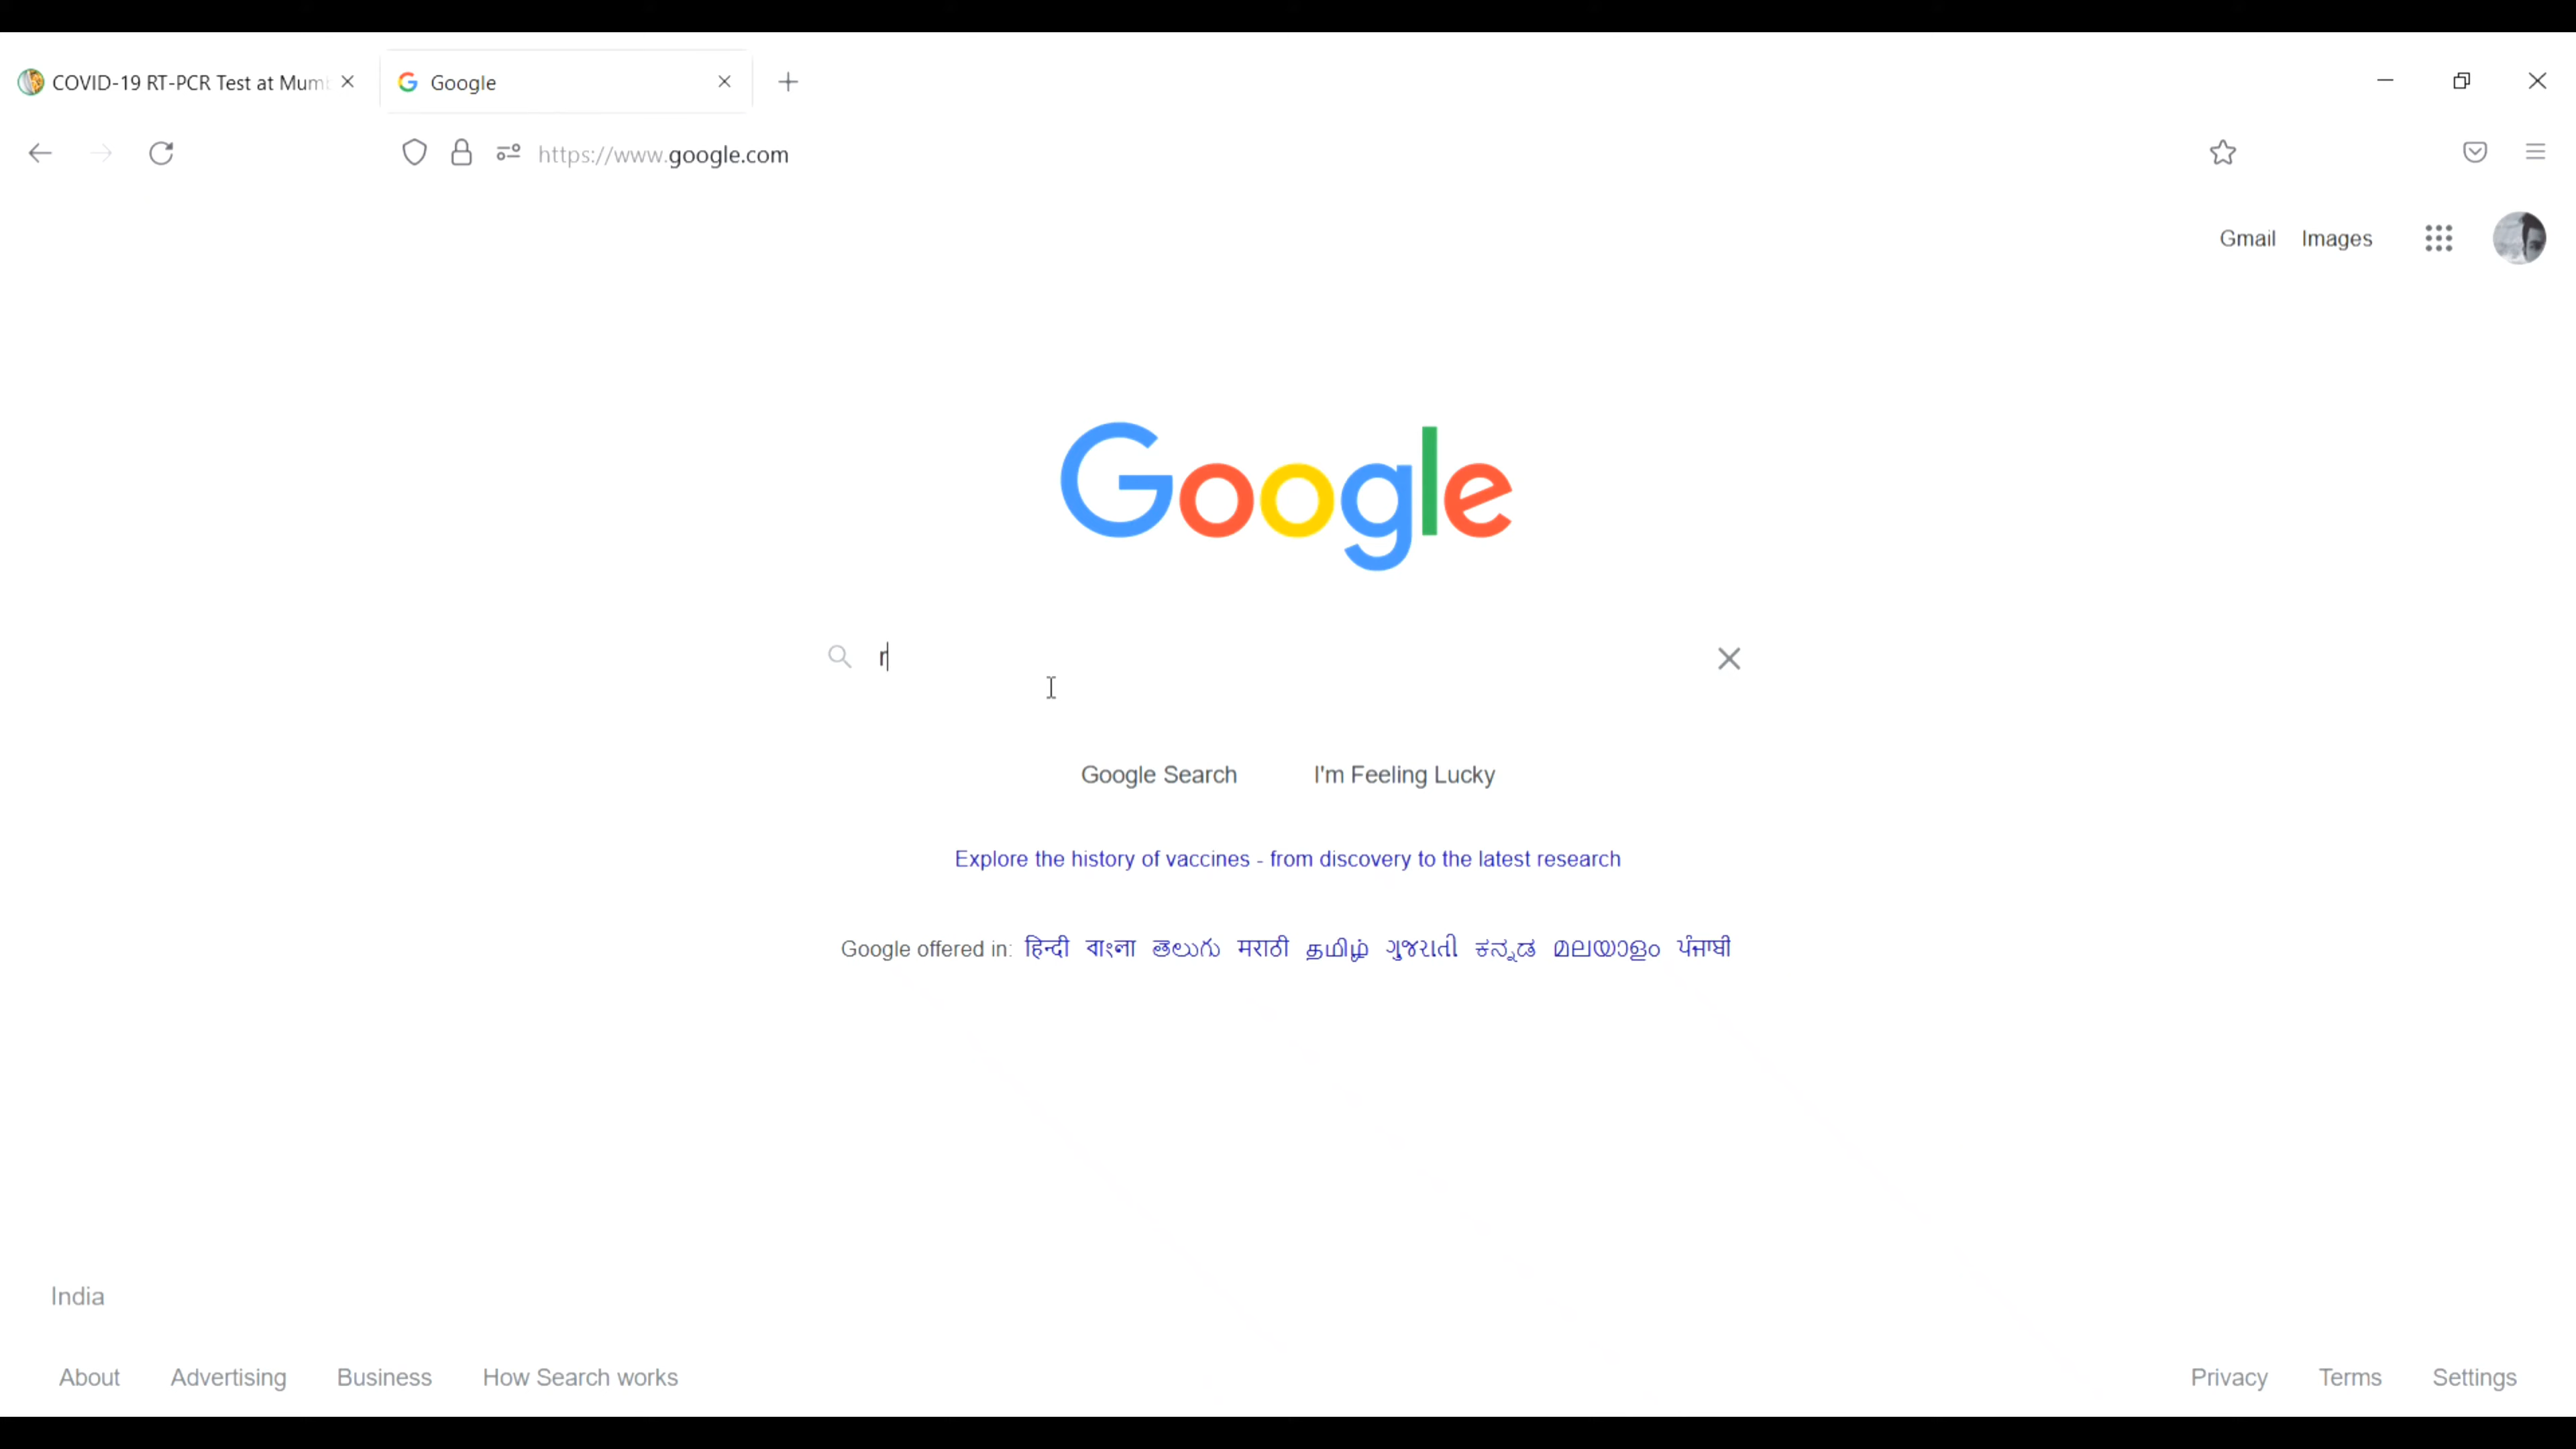 COVID-19 RT-PCR Test at Mum
Google
https://www.google.com
Gmail Images
Google
r
Google Search I'm Feeling Lucky
Explore the history of vaccines - from discovery to the latest research
Google offered in: हिन्दी বাংলা తెలుగు मराठी தமிழ் ગુજરાતી ಕನ್ನಡ മലയാളം ਪੰਜਾਬੀ
India
About Advertising Business How Search works Privacy Terms Settings